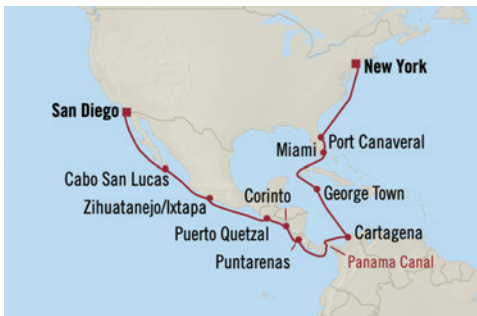 New York
San Diego
Port Canaveral
Miami
Cabo San Lucas
Corinto
George Town
Zihuatanejo/Ixtapa
Puerto Quetzal
Cartagena
Puntarenas
Panama Canal